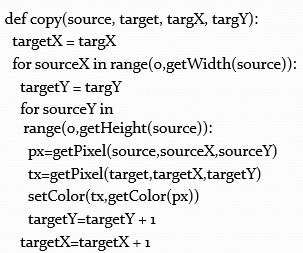 def copy(source, target, targX, targY):
targetX = targX
for sourceX in range(0,getWidth(source)):
targetY = targY
for sourceY in
range(0,getHeight(source)):
px=getPixel(source,sourceX,sourceY)
tx=getPixel(target,targetX,targetY)
setColor(tx,getColor(px))
targetY=targetY + 1
targetX=targetX + 1